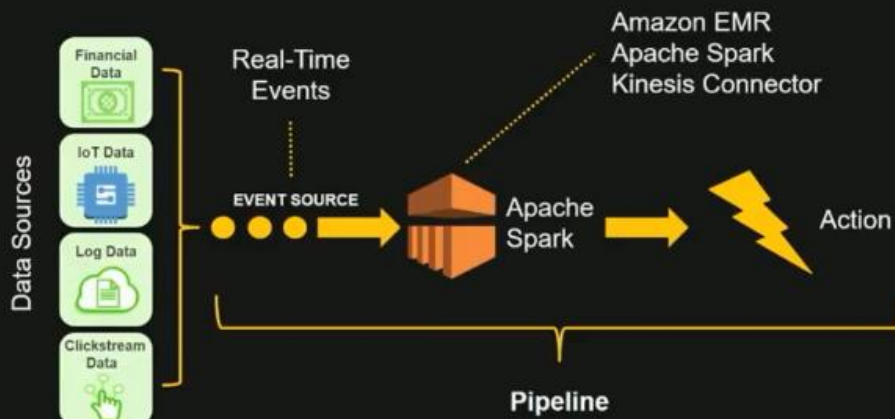 Data Sources
Financial
Data
IoT Data
Log Data
Clickstream
Data
Real-Time
Events
EVENT SOURCE
Amazon EMR
Apache Spark
Kinesis Connector
Apache
Spark
Action
Pipeline